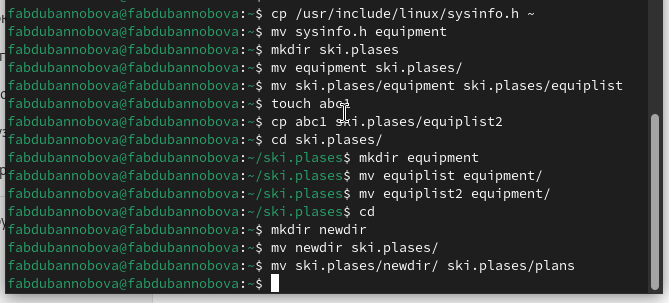 fabdubannobova@fabdubannobova:~$ cp /usr/include/linux/sysinfo.h ~
fabdubannobova@fabdubannobova:~$ mv sysinfo.h equipment
fabdubannobova@fabdubannobova:~$ mkdir ski.plases
fabdubannobova@fabdubannobova:~$ mv equipment ski.plases/
fabdubannobova@fabdubannobova:~$ mv ski.plases/equipment ski.plases/equiplist
fabdubannobova@fabdubannobova:~$ touch abc1
fabdubannobova@fabdubannobova:~$ cp abc1 ski.plases/equiplist2
fabdubannobova@fabdubannobova:~$ cd ski.plases/
fabdubannobova@fabdubannobova:~/ski.plases$ mkdir equipment
fabdubannobova@fabdubannobova:~/ski.plases$ mv equiplist equipment/
fabdubannobova@fabdubannobova:~/ski.plases$ mv equiplist2 equipment/
fabdubannobova@fabdubannobova:~/ski.plases$ cd
fabdubannobova@fabdubannobova:~$ mkdir newdir
fabdubannobova@fabdubannobova:~$ mv newdir ski.plases/
fabdubannobova@fabdubannobova:~$ mv ski.plases/newdir/ ski.plases/plans
fabdubannobova@fabdubannobova:~$